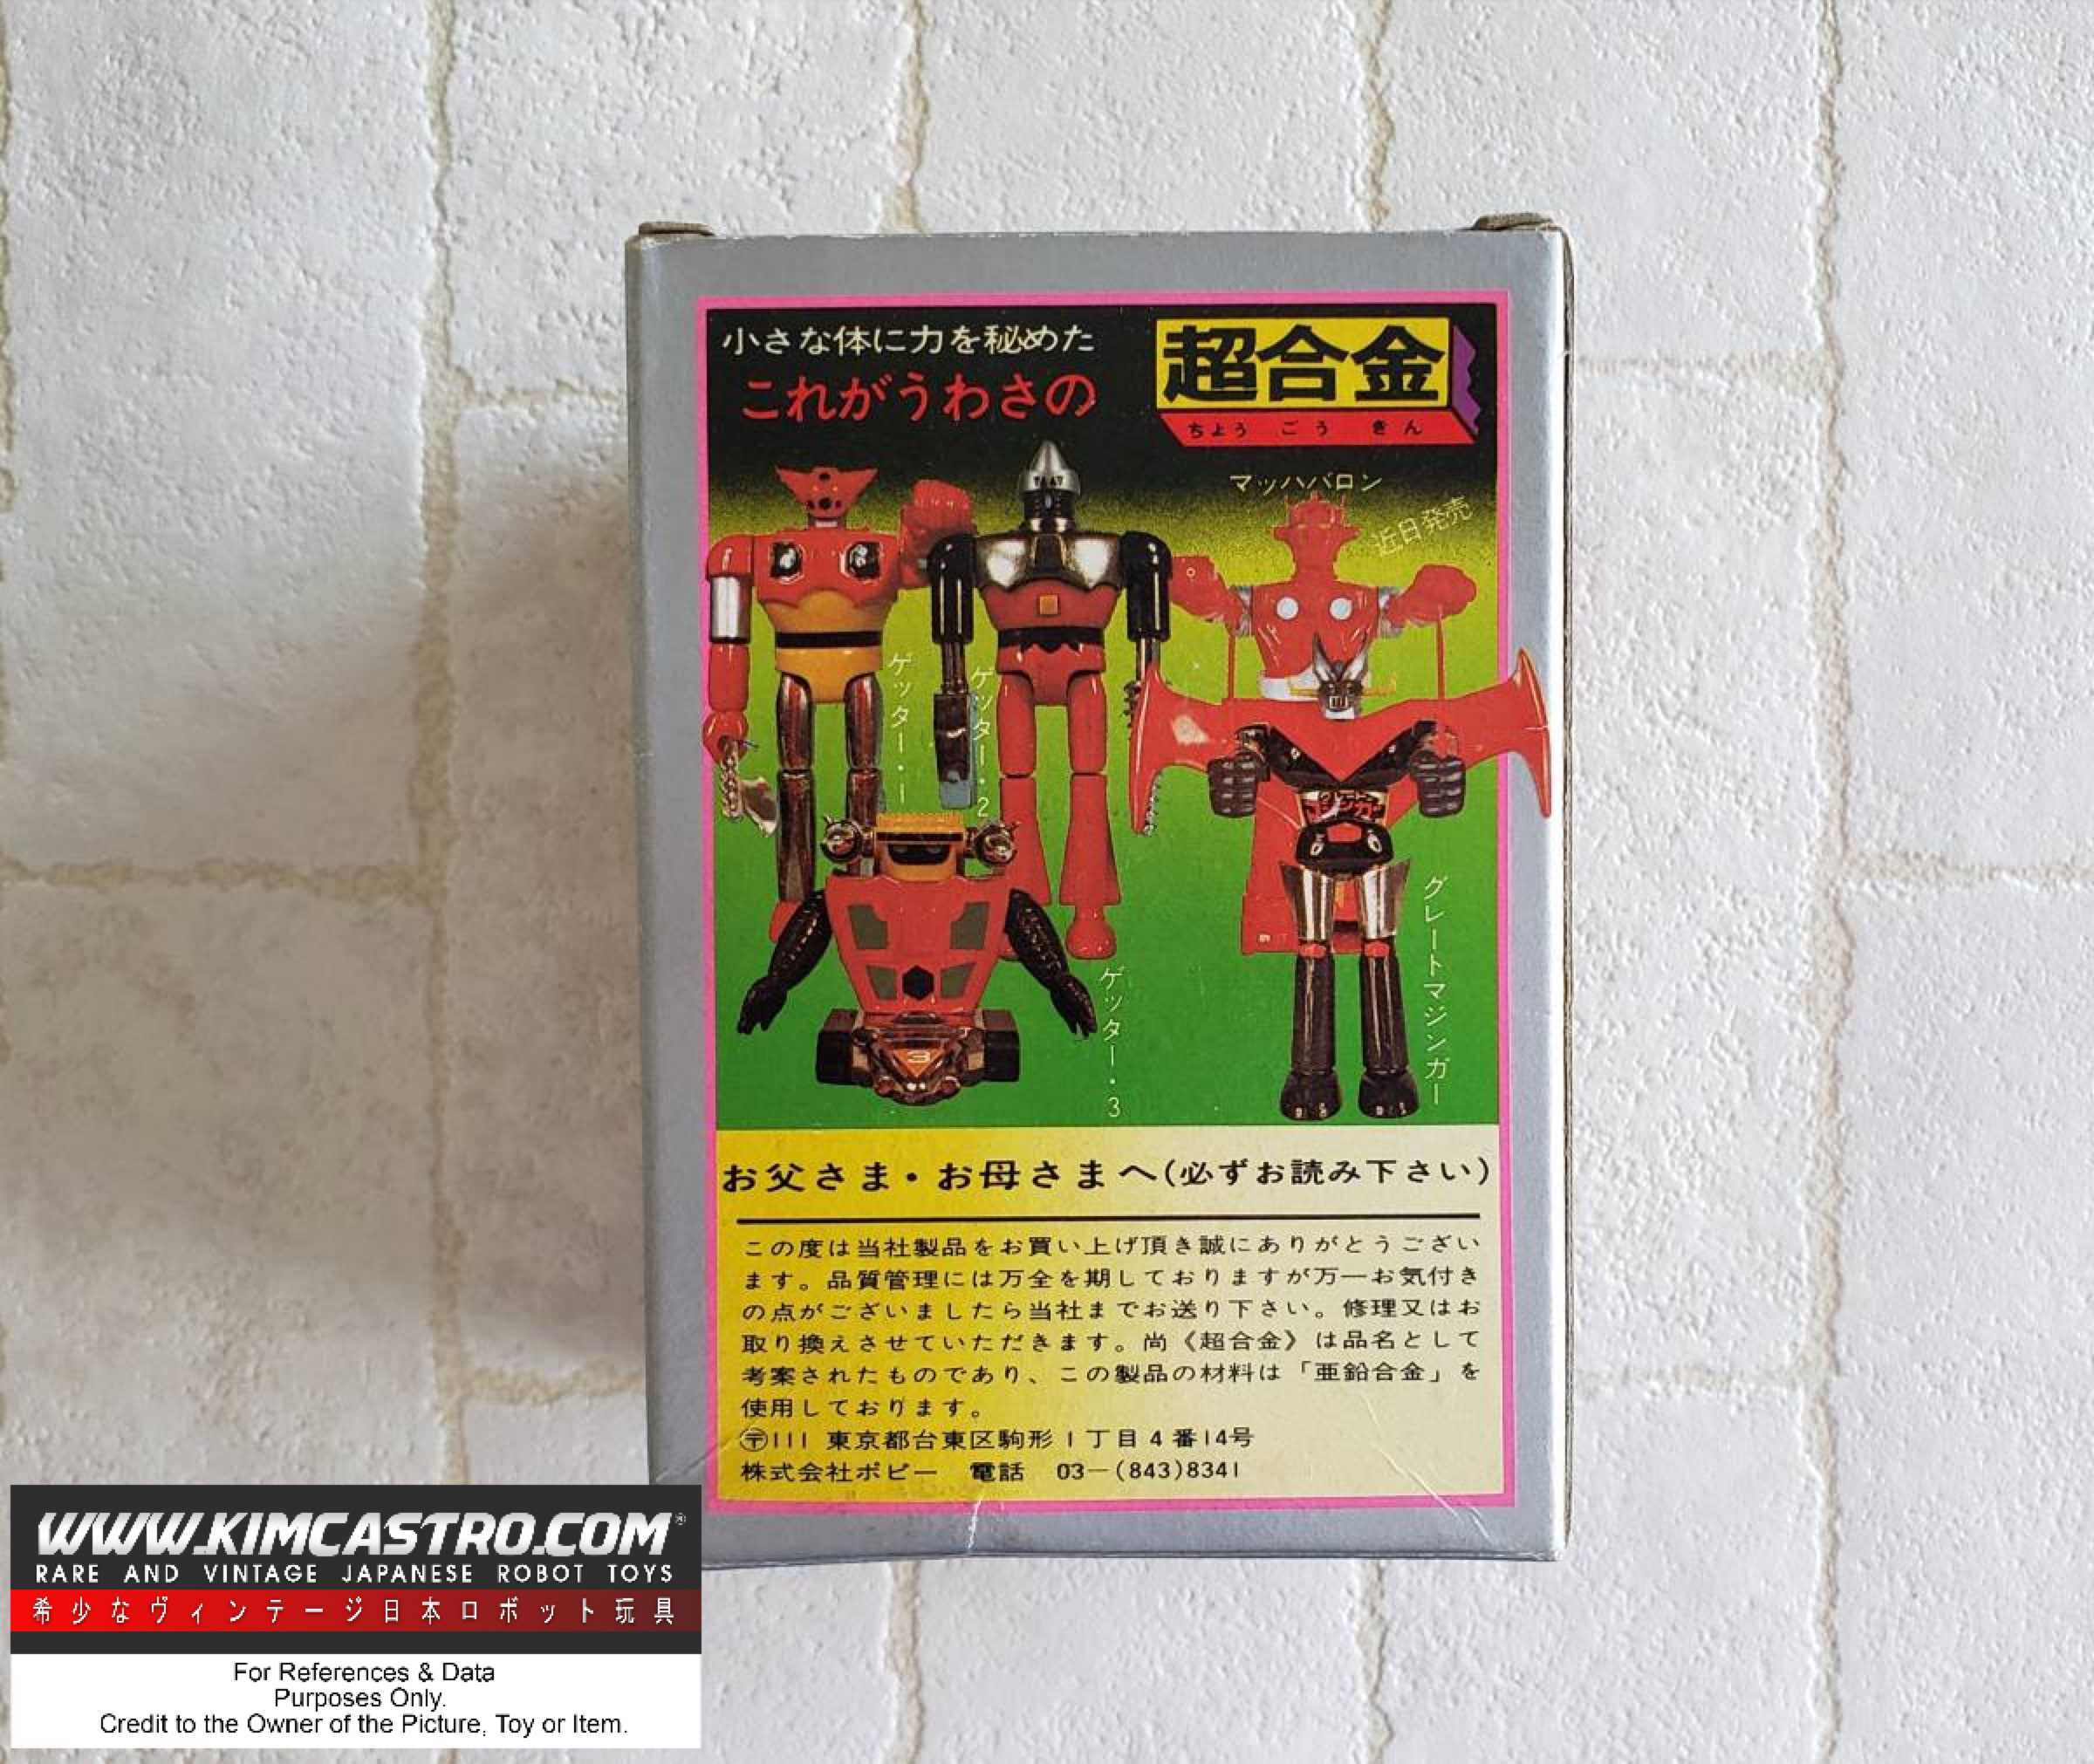 小さな体に力を秘めた
これがうわさの
超合金
ちょう ごう きん
マッハバロン
近日発売
ゲッター・1
ゲッター・2
ゲッター・3
グレートマジンガー
お父さま・お母さまへ(必ずお読み下さい)
この度は当社製品をお買い上げ頂き誠にありがとうござい
ます。品質管理には万全を期しておりますが万一お気付き
の点がございましたら当社までお送り下さい。修理又はお
取り換えさせていただきます。尚《超合金》は品名として
考案されたものであり、この製品の材料は「亜鉛合金」を
使用しております。
〒111 東京都台東区駒形1丁目4番14号
株式会社ポピー 電話 03-(843)8341
WWW.KIMCASTRO.COM®
RARE AND VINTAGE JAPANESE ROBOT TOYS
希少なヴィンテージ日本ロボット玩具
For References & Data
Purposes Only.
Credit to the Owner of the Picture, Toy or Item.